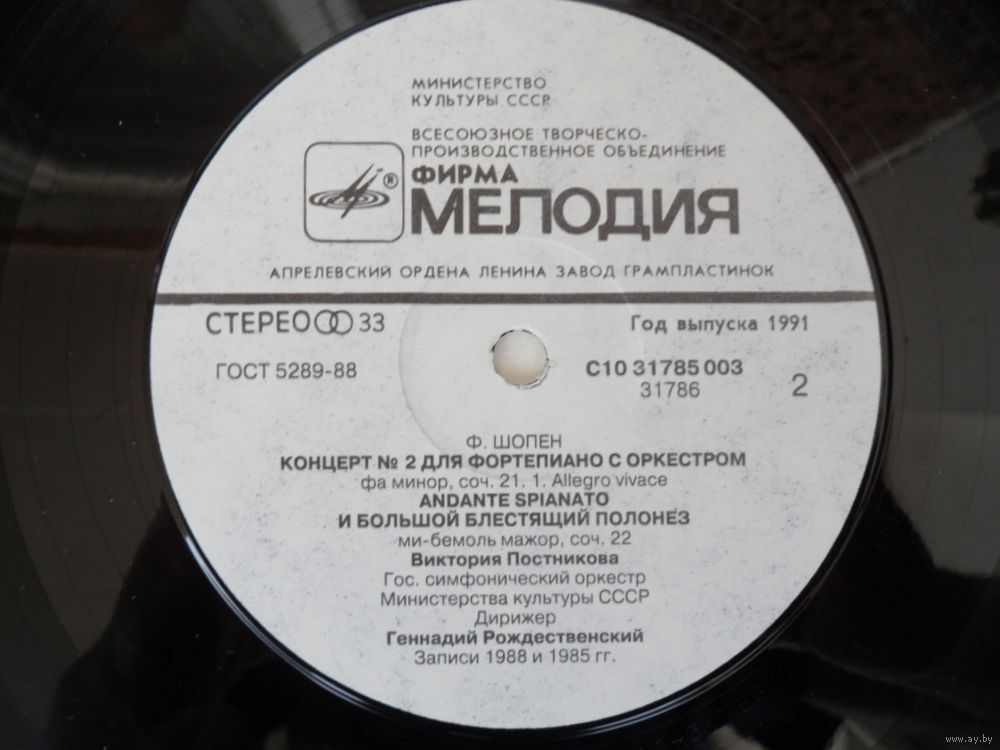 МИНИСТЕРСТВО
КУЛЬТУРЫ СССР
ВСЕСОЮЗНОЕ ТВОРЧЕСКО-
ПРОИЗВОДСТВЕННОЕ ОБЪЕДИНЕНИЕ
®
ФИРМА
МЕЛОДИЯ
АПРЕЛЕВСКИЙ ОРДЕНА ЛЕНИНА ЗАВОД ГРАМПЛАСТИНОК
СТЕРЕО 33
Год выпуска 1991
ГОСТ 5289-88
С10 31785 003
31786
2
Ф. ШОПЕН
КОНЦЕРТ № 2 ДЛЯ ФОРТЕПИАНО С ОРКЕСТРОМ
фа минор, соч. 21. 1. Allegro vivace
ANDANTE SPIANATO
И БОЛЬШОЙ БЛЕСТЯЩИЙ ПОЛОНЕЗ
ми-бемоль мажор, соч. 22
Виктория Постникова
Гос. симфонический оркестр
Министерства культуры СССР
Дирижер
Геннадий Рождественский
Записи 1988 и 1985 гг.
www.ay.by